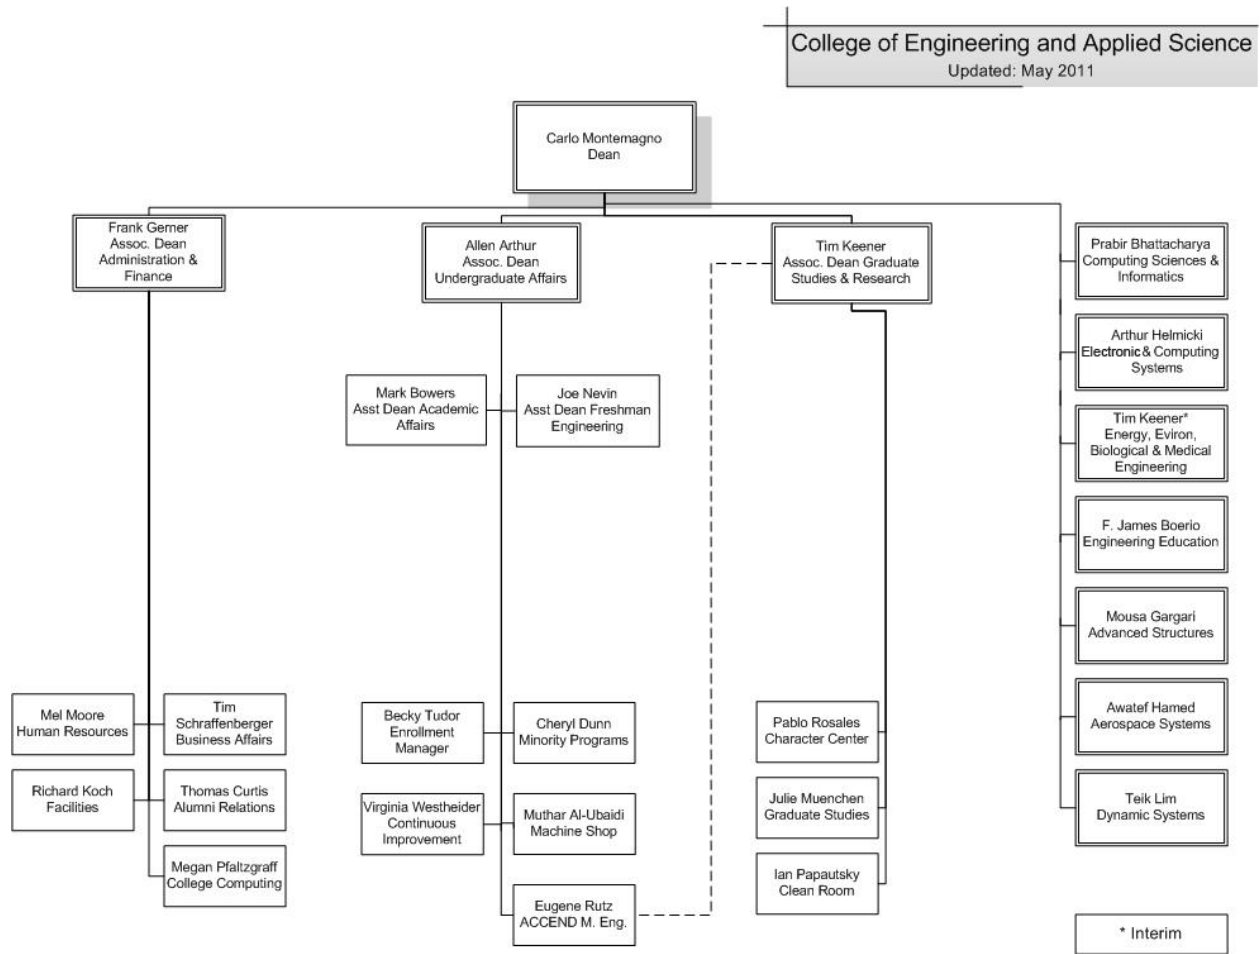 College of Engineering and Applied Science
Updated: May 2011
Carlo Montemagno
Dean
Frank Gerner
Assoc. Dean
Administration &
Finance
Allen Arthur
Assoc. Dean
Undergraduate Affairs
Tim Keener
Assoc. Dean Graduate
Studies & Research
Prabir Bhattacharya
Computing Sciences &
Informatics
Arthur Helmicki
Electronic & Computing
Systems
Tim Keener*
Energy, Eviron,
Biological & Medical
Engineering
F. James Boerio
Engineering Education
Mousa Gargari
Advanced Structures
Awatef Hamed
Aerospace Systems
Teik Lim
Dynamic Systems
Mark Bowers
Asst Dean Academic
Affairs
Joe Nevin
Asst Dean Freshman
Engineering
Mel Moore
Human Resources
Tim
Schraffenberger
Business Affairs
Richard Koch
Facilities
Thomas Curtis
Alumni Relations
Megan Pfaltzgraff
College Computing
Becky Tudor
Enrollment
Manager
Cheryl Dunn
Minority Programs
Virginia Westheider
Continuous
Improvement
Muthar Al-Ubaidi
Machine Shop
Eugene Rutz
ACCEND M. Eng.
Pablo Rosales
Character Center
Julie Muenchen
Graduate Studies
Ian Papautsky
Clean Room
* Interim